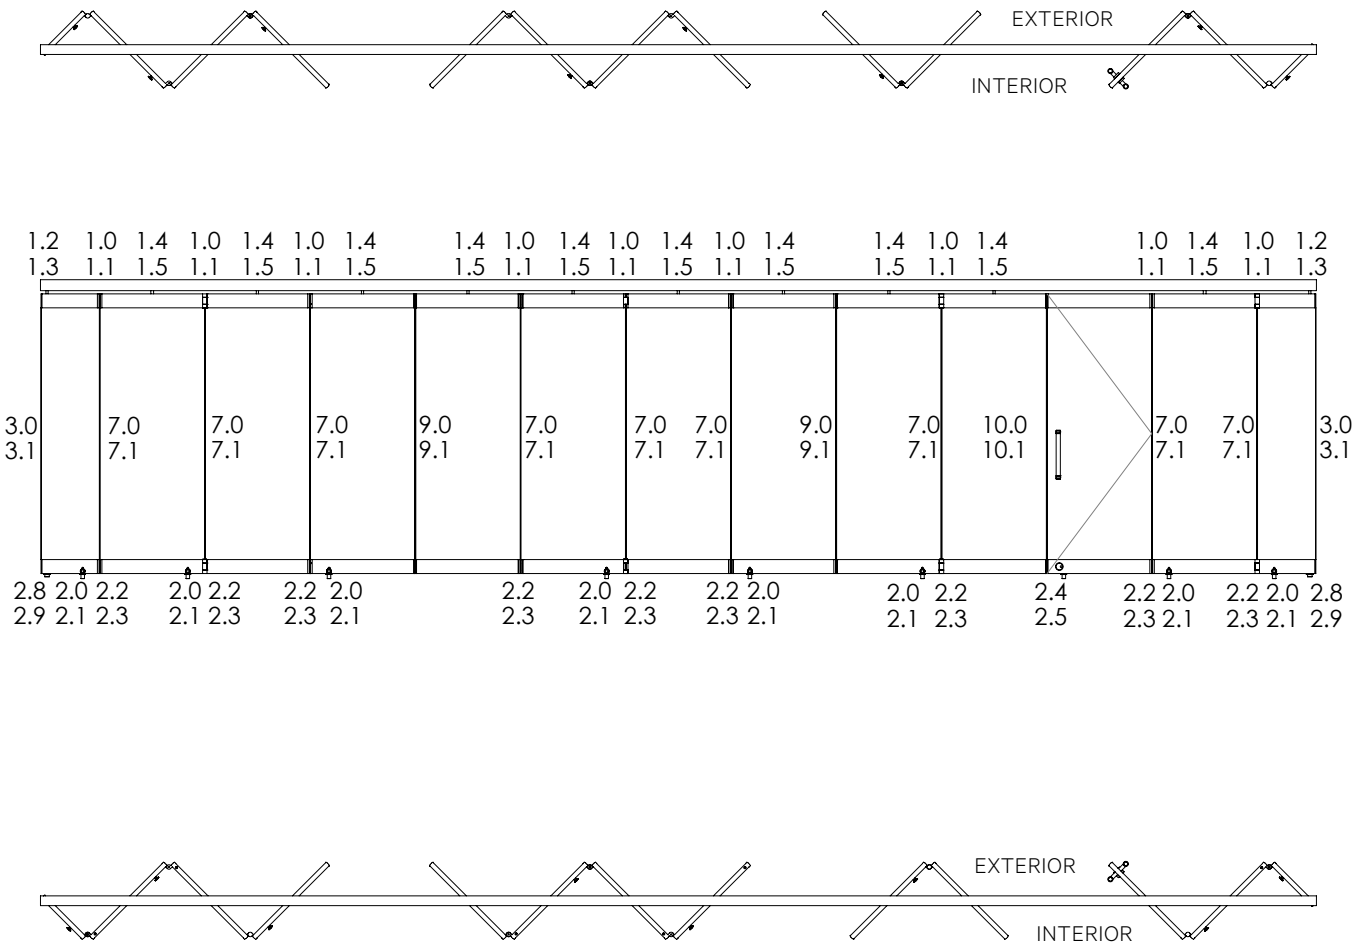 EXTERIOR
INTERIOR
1.2 1.0 1.4 1.0 1.4 1.0 1.4 1.4 1.0 1.4 1.0 1.4 1.0 1.4 1.4 1.0 1.4 1.0 1.4 1.0 1.2
1.3 1.1 1.5 1.1 1.5 1.1 1.5 1.5 1.1 1.5 1.1 1.5 1.1 1.5 1.5 1.1 1.5 1.1 1.5 1.1 1.3
3.0 7.0 7.0 7.0 9.0 7.0 7.0 7.0 9.0 7.0 10.0 7.0 7.0 3.0
3.1 7.1 7.1 7.1 9.1 7.1 7.1 7.1 9.1 7.1 10.1 7.1 7.1 3.1
2.8 2.0 2.2 2.0 2.2 2.2 2.0 2.2 2.0 2.2 2.2 2.0 2.0 2.2 2.4 2.2 2.0 2.2 2.0 2.8
2.9 2.1 2.3 2.1 2.3 2.3 2.1 2.3 2.1 2.3 2.3 2.1 2.1 2.3 2.5 2.3 2.1 2.3 2.1 2.9
EXTERIOR
INTERIOR